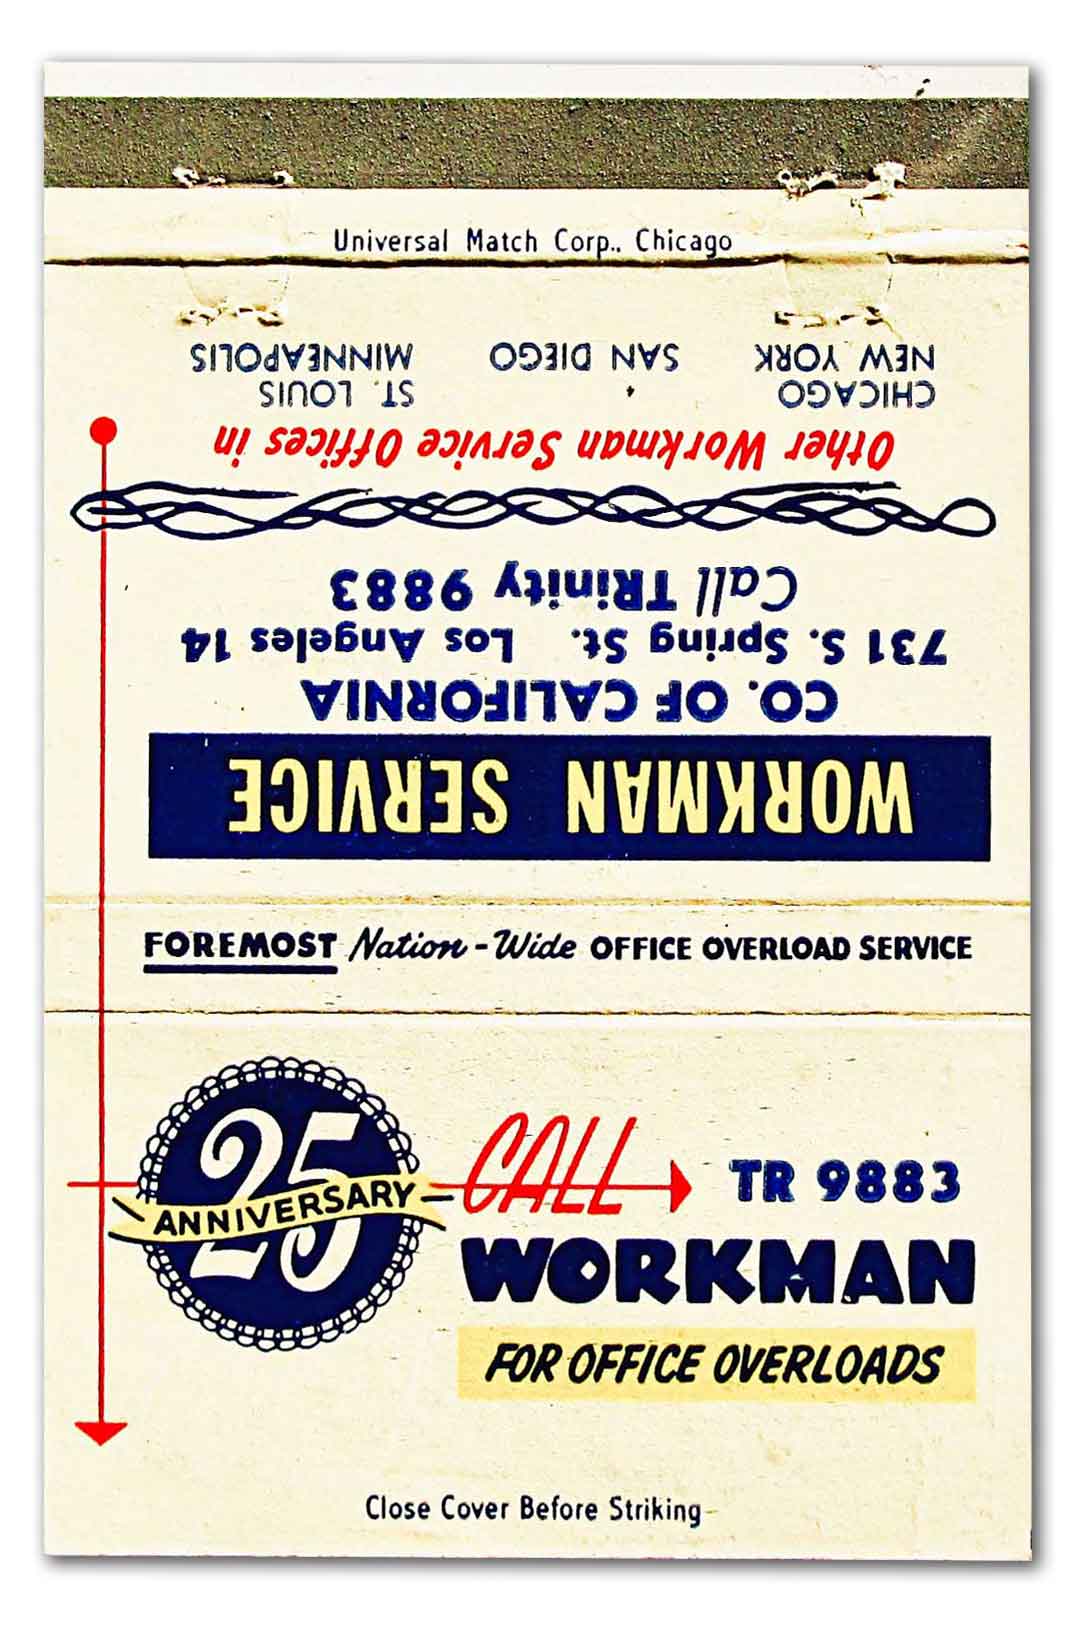 Universal Match Corp., Chicago
WORKMAN SERVICE
CO. OF CALIFORNIA
731 S. Spring St. Los Angeles 14
Call TRinity 9883
Other Workman Service Offices in
CHICAGO ST. LOUIS
NEW YORK SAN DIEGO MINNEAPOLIS
FOREMOST Nation-Wide OFFICE OVERLOAD SERVICE
25
ANNIVERSARY
CALL TR 9883
WORKMAN
FOR OFFICE OVERLOADS
Close Cover Before Striking